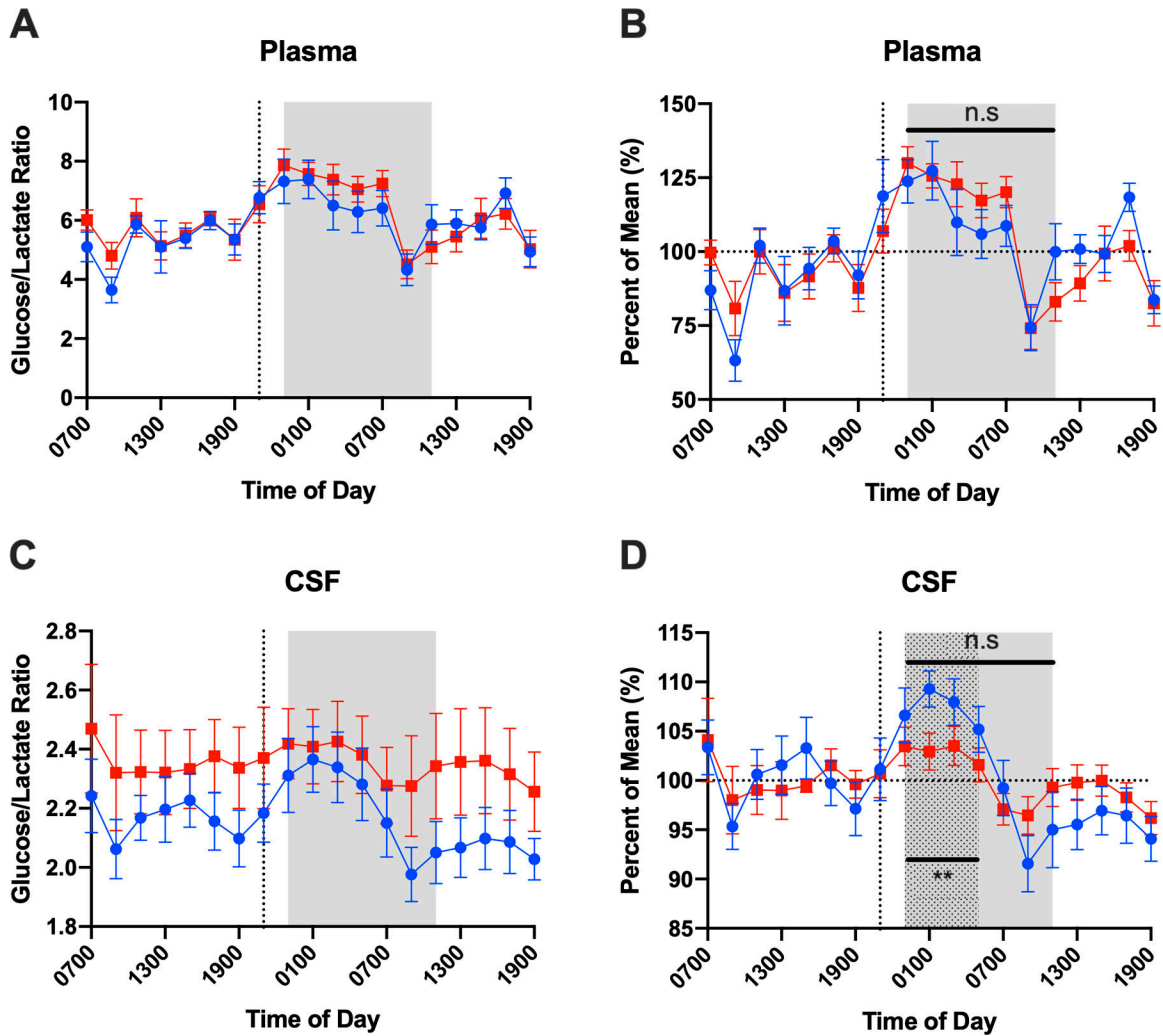 A
Plasma
Glucose/Lactate Ratio
10
8
6
4
2
0
0700
1300
1900
0100
0700
1300
1900
Time of Day
B
Plasma
Percent of Mean (%)
150
125
100
75
50
n.s
0700
1300
1900
0100
0700
1300
1900
Time of Day
C
CSF
Glucose/Lactate Ratio
2.8
2.6
2.4
2.2
2.0
1.8
0700
1300
1900
0100
0700
1300
1900
Time of Day
D
CSF
Percent of Mean (%)
115
110
105
100
95
90
85
n.s
**
0700
1300
1900
0100
0700
1300
1900
Time of Day